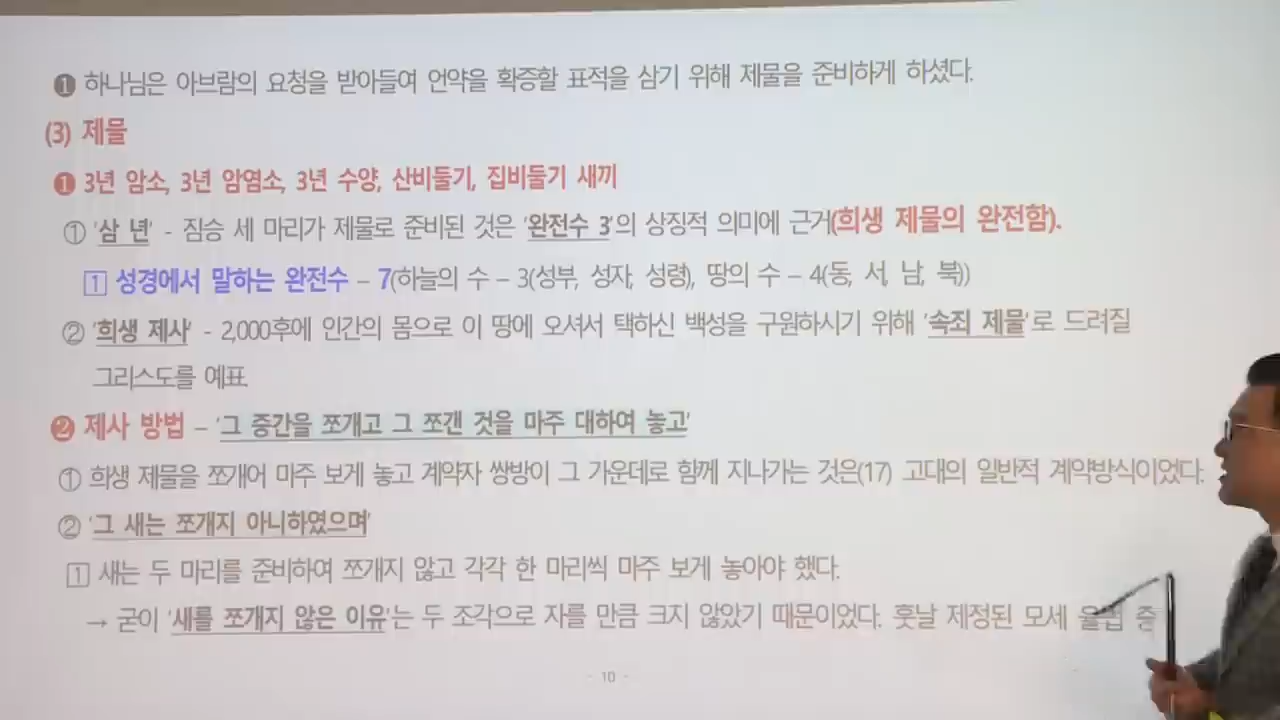 ❶ 하나님은 아브람의 요청을 받아들여 언약을 확증할 표적을 삼기 위해 제물을 준비하게 하셨다.
(3) 제물
❶ 3년 암소, 3년 암염소, 3년 수양, 산비둘기, 집비둘기 새끼
① '삼 년' - 짐승 세 마리가 제물로 준비된 것은 '완전수 3'의 상징적 의미에 근거(희생 제물의 완전함).
1 성경에서 말하는 완전수 – 7(하늘의 수 – 3(성부, 성자, 성령), 땅의 수 – 4(동, 서, 남, 북))
② '희생 제사' - 2,000후에 인간의 몸으로 이 땅에 오셔서 택하신 백성을 구원하시기 위해 '속죄 제물'로 드려질
그리스도를 예표
❷ 제사 방법 – '그 중간을 쪼개고 그 쪼갠 것을 마주 대하여 놓고'
① 희생 제물을 쪼개어 마주 보게 놓고 계약자 쌍방이 그 가운데로 함께 지나가는 것은(17) 고대의 일반적 계약방식이었다.
② '그 새는 쪼개지 아니하였으며'
1 새는 두 마리를 준비하여 쪼개지 않고 각각 한 마리씩 마주 보게 놓아야 했다.
→ 굳이 '새를 쪼개지 않은 이유'는 두 조각으로 자를 만큼 크지 않았기 때문이었다. 훗날 제정된 모세 율법 중
- 10 -